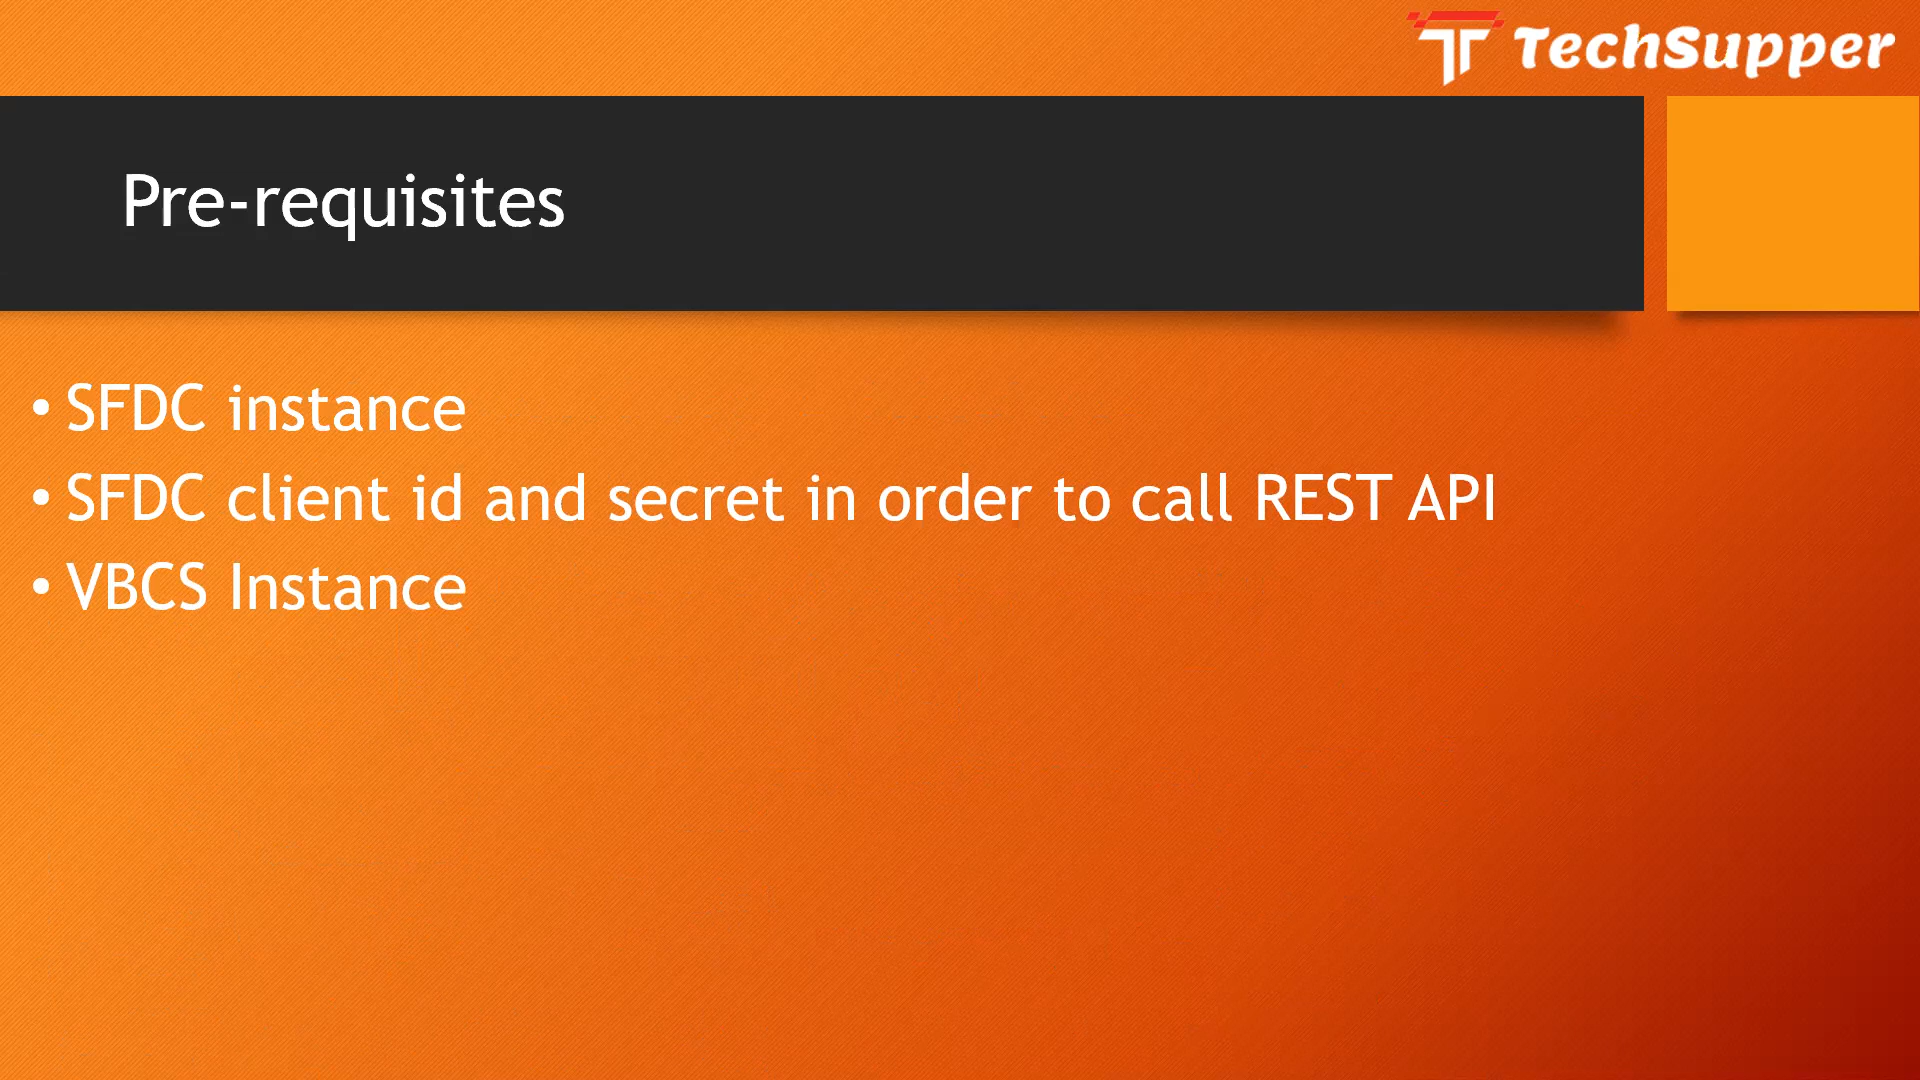 TechSupper
Pre-requisites
• SFDC instance
• SFDC client id and secret in order to call REST API
• VBCS Instance